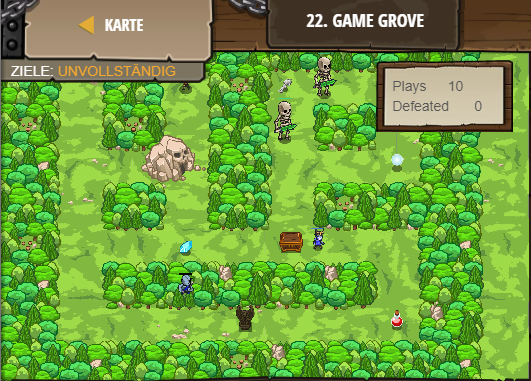 KARTE
22. GAME GROVE
ZIELE: UNVOLLSTÄNDIG
Plays 10
Defeated 0